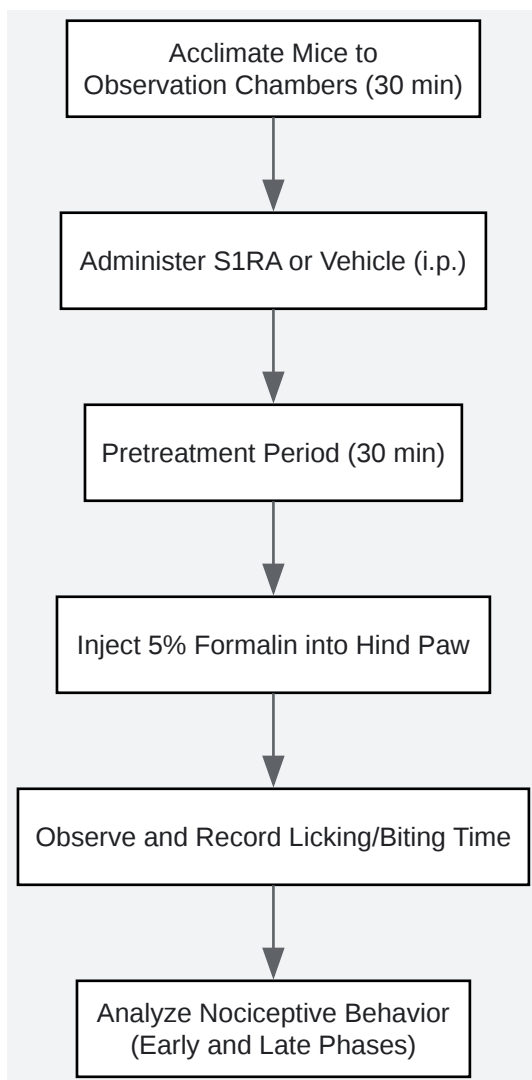 Acclimate Mice to
Observation Chambers (30 min)
Administer S1RA or Vehicle (i.p.)
Pretreatment Period (30 min)
Inject 5% Formalin into Hind Paw
Observe and Record Licking/Biting Time
Analyze Nociceptive Behavior
(Early and Late Phases)